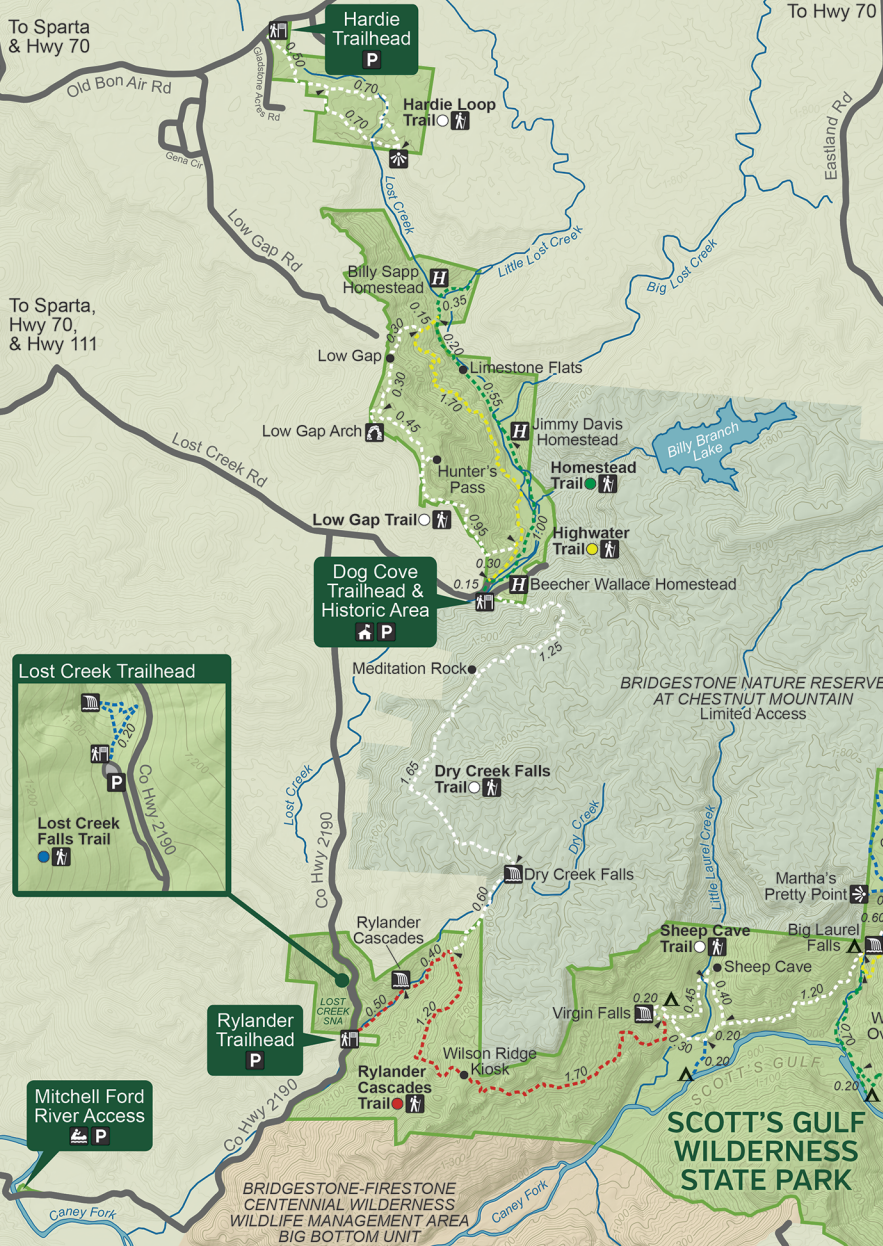 To Sparta
& Hwy 70
Hardie
Trailhead
P
To Hwy 70
Old Bon Air Rd
Gladstone Acres Rd
0.50
0.70
0.70
Hardie Loop
Trail
Gena Cir
Eastland Rd
Lost Creek
Low Gap Rd
Little Lost Creek
Big Lost Creek
Billy Sapp
Homestead
H
0.35
To Sparta,
Hwy 70,
& Hwy 111
0.15
0.30
0.20
Low Gap
Limestone Flats
0.30
0.55
1.70
0.45
Low Gap Arch
H
Jimmy Davis
Homestead
Billy Branch
Lake
Lost Creek Rd
Hunter's
Pass
Homestead
Trail
Low Gap Trail
0.95
1.00
Highwater
Trail
0.30
0.15
Dog Cove
Trailhead &
Historic Area
P
H
Beecher Wallace Homestead
1:500
1:800
1.25
Meditation Rock
Lost Creek Trailhead
BRIDGESTONE NATURE RESERVE
AT CHESTNUT MOUNTAIN
Limited Access
0.20
P
Co Hwy 2190
1:200
Lost Creek
Falls Trail
Lost Creek
Co Hwy 2190
1.65
Dry Creek Falls
Trail
Dry Creek
Little Laurel Creek
Dry Creek Falls
0.60
Martha's
Pretty Point
0.60
Rylander
Cascades
0.40
Sheep Cave
Trail
Big Laurel
Falls
Sheep Cave
LOST
CREEK
SNA
0.50
1.20
0.20
0.45
0.40
1.20
Virgin Falls
Rylander
Trailhead
P
0.30
0.20
0.20
0.70
Wilson Ridge
Kiosk
1.70
SCOTT'S GULF
0.20
Rylander
Cascades
Trail
Mitchell Ford
River Access
P
Co Hwy 2190
SCOTT'S GULF
WILDERNESS
STATE PARK
BRIDGESTONE-FIRESTONE
CENTENNIAL WILDERNESS
WILDLIFE MANAGEMENT AREA
BIG BOTTOM UNIT
Caney Fork
Caney Fork